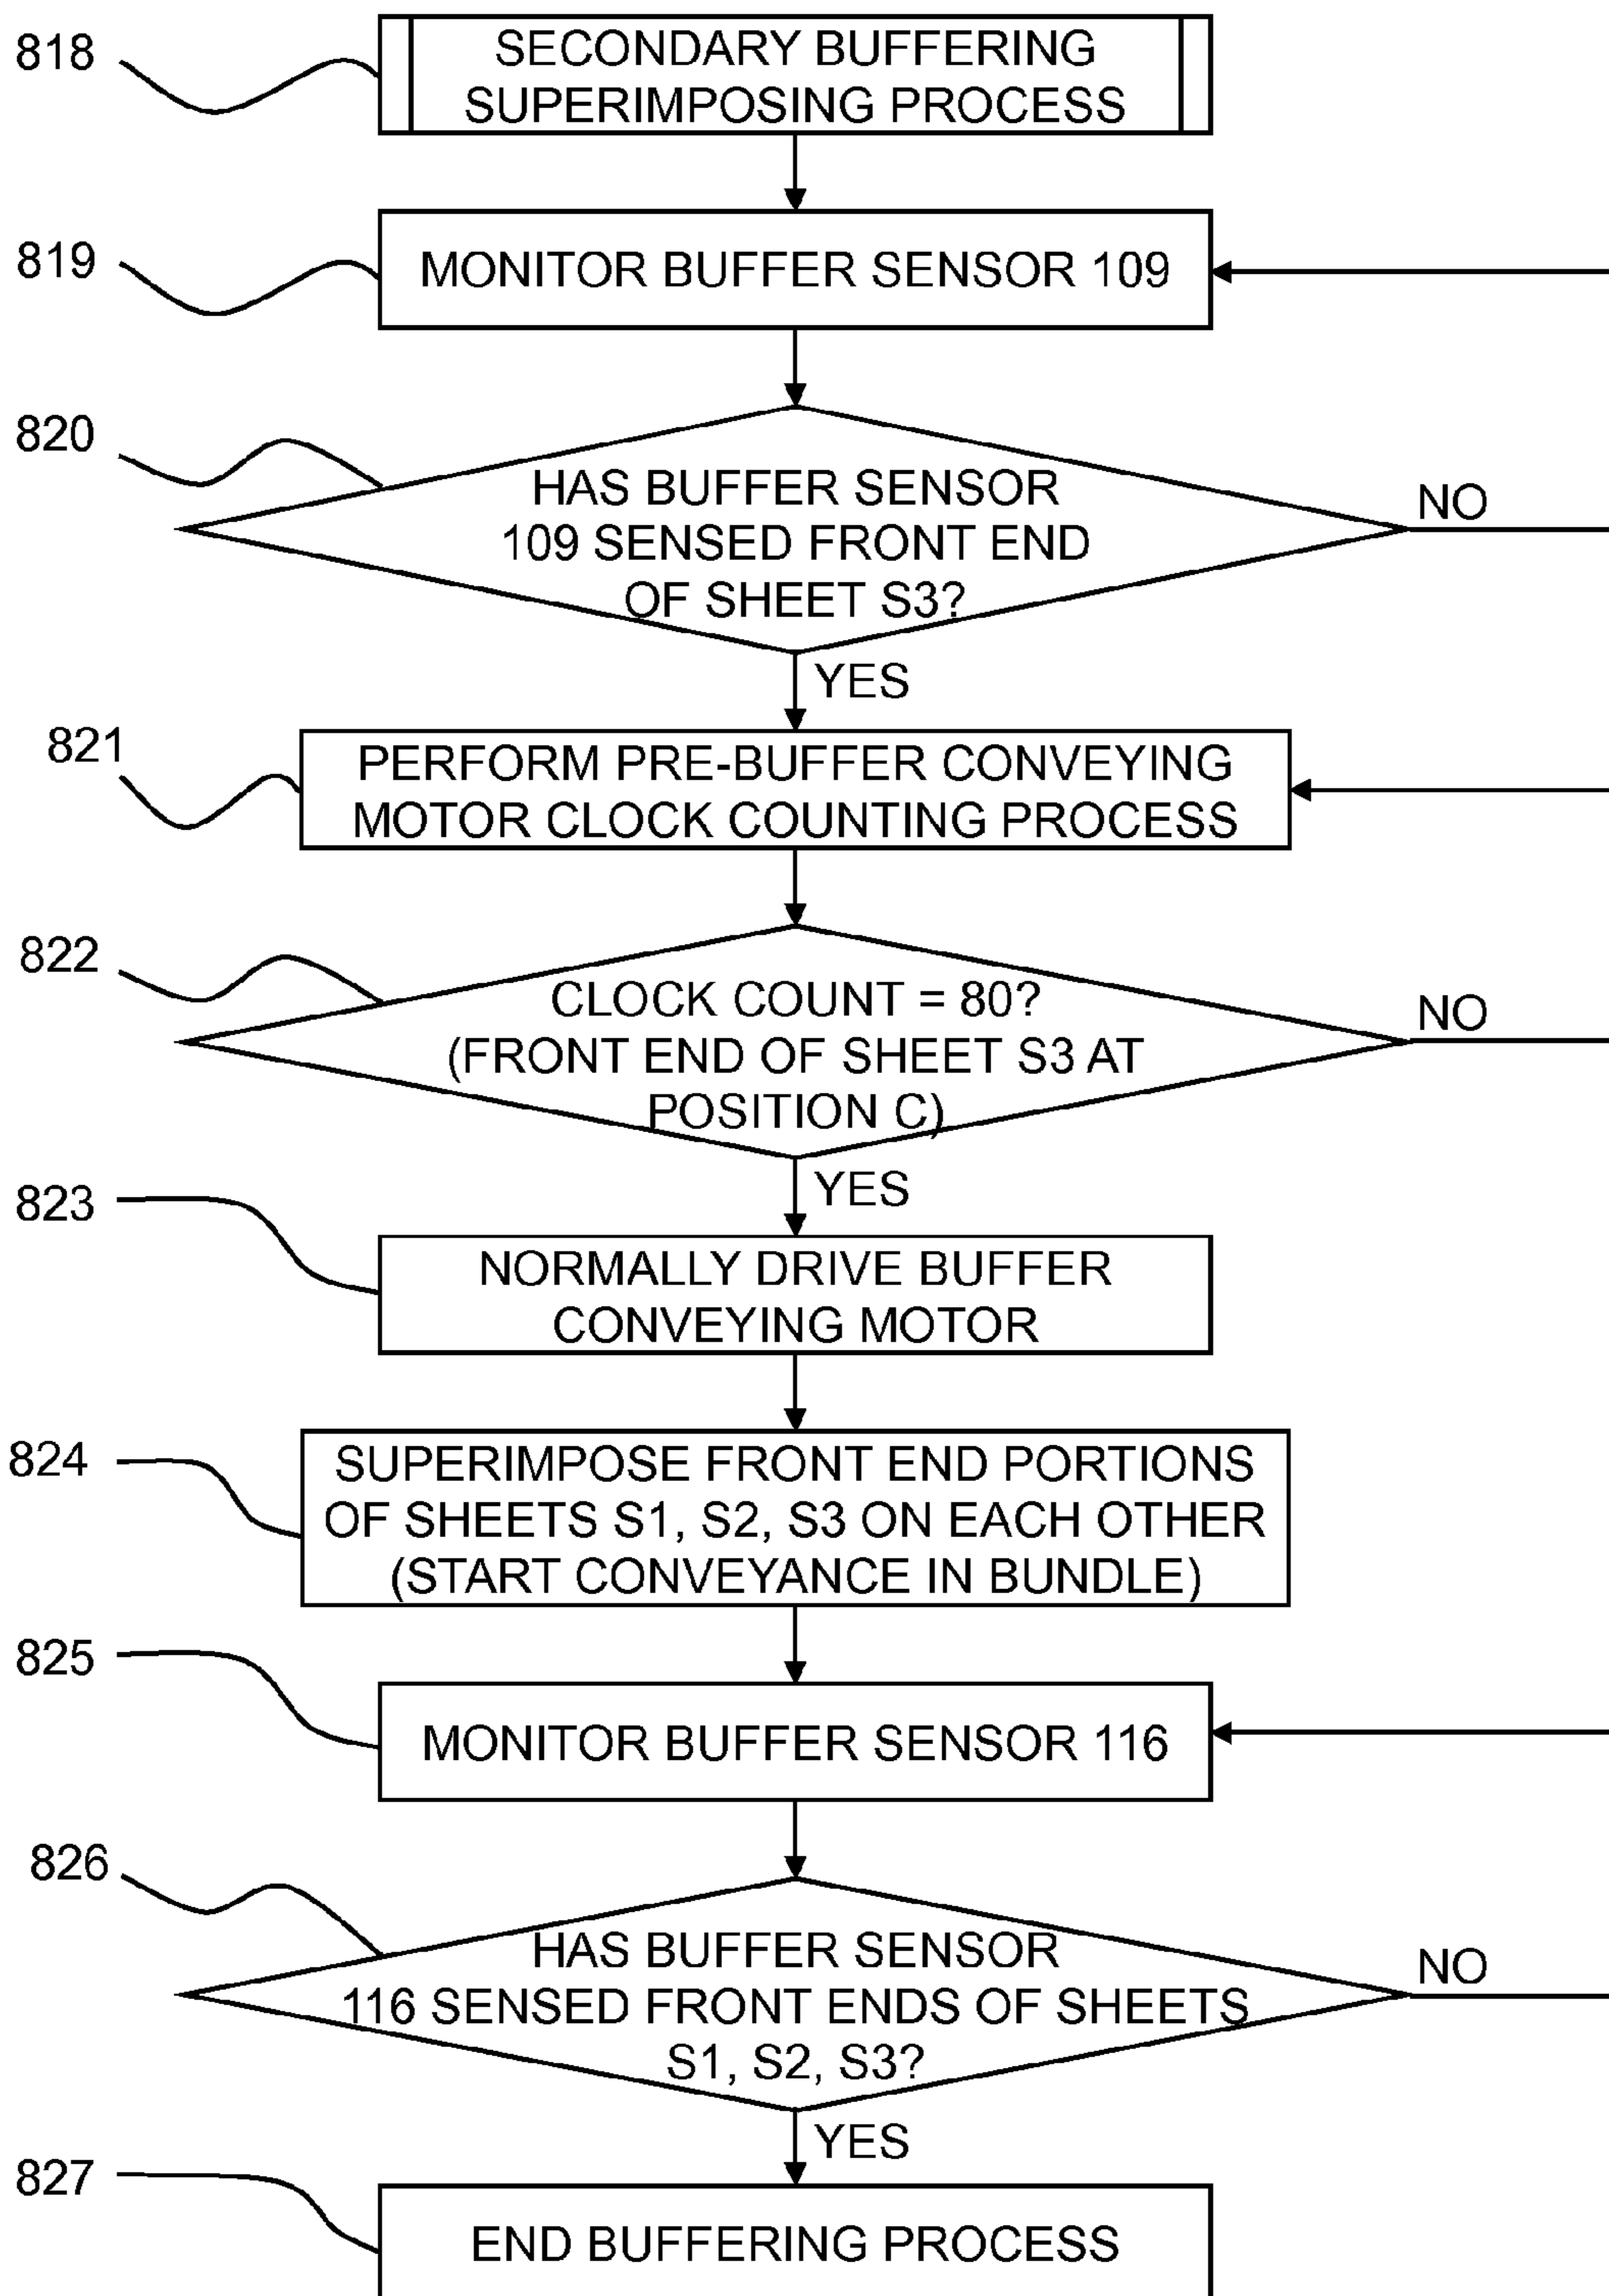 818
SECONDARY BUFFERING
SUPERIMPOSING PROCESS
819
MONITOR BUFFER SENSOR 109
820
HAS BUFFER SENSOR
109 SENSED FRONT END
OF SHEET S3?
NO
YES
821
PERFORM PRE-BUFFER CONVEYING
MOTOR CLOCK COUNTING PROCESS
822
CLOCK COUNT = 80?
(FRONT END OF SHEET S3 AT
POSITION C)
NO
YES
823
NORMALLY DRIVE BUFFER
CONVEYING MOTOR
824
SUPERIMPOSE FRONT END PORTIONS
OF SHEETS S1, S2, S3 ON EACH OTHER
(START CONVEYANCE IN BUNDLE)
825
MONITOR BUFFER SENSOR 116
826
HAS BUFFER SENSOR
116 SENSED FRONT ENDS OF SHEETS
S1, S2, S3?
NO
YES
827
END BUFFERING PROCESS